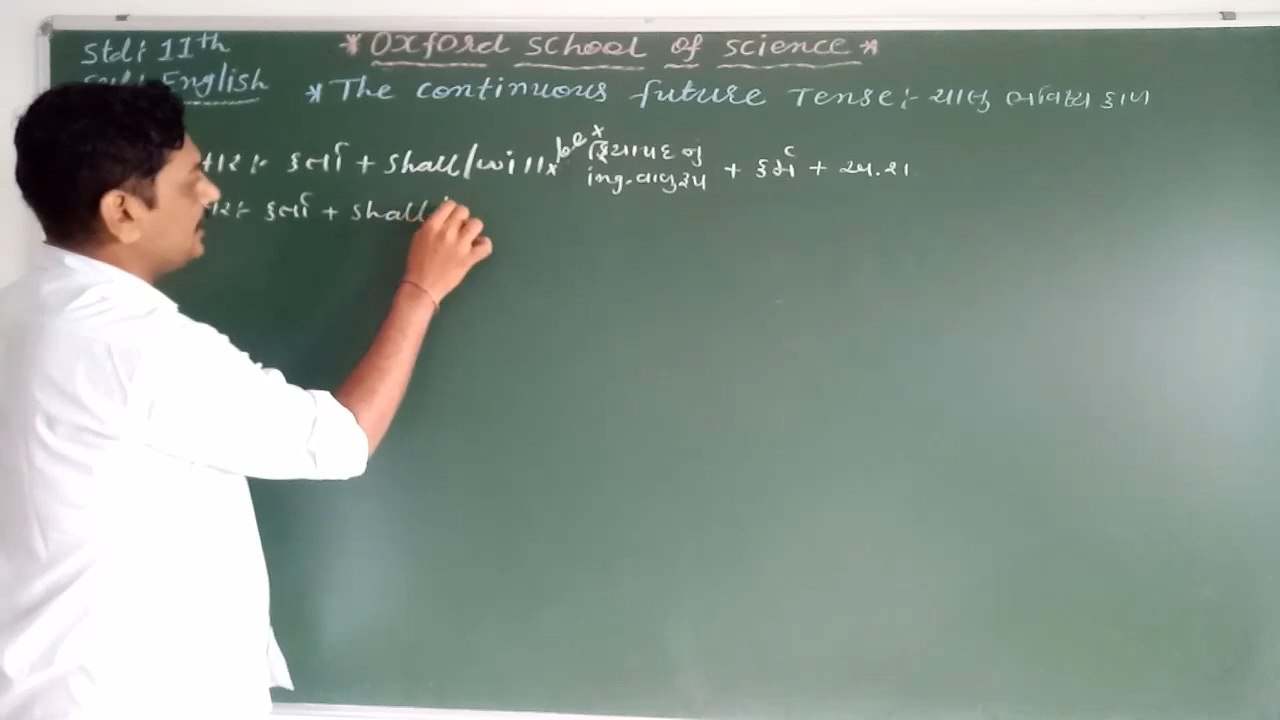 Std: 11th
* Oxford School of Science *
English
* The continuous future Tense:- ચાલુ ભવિષ્ય કાળ
કર્તા + shall/will x be x ક્રિયાપદ નું ing. વાળુ રૂપ + કર્મ + અ.શ.
કર્તા + shall